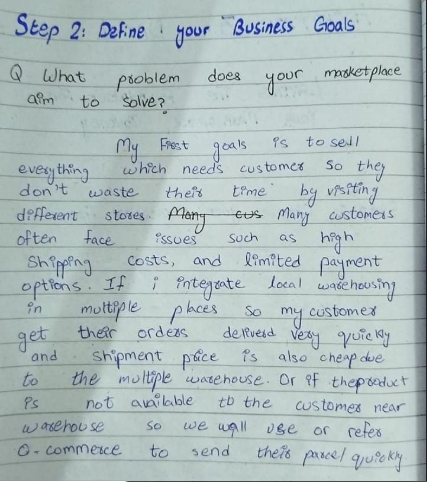 Step 2: Define your Business Goals
Q What problem does your marketplace
aim to solve?
My First goals is to sell
everything which needs customer so they
don't waste their time by visiting
different stores. Many cus Many customers
often face issues such as high
shipping costs, and limited payment
options. If i integrate local warehousing
in multiple places so my customer
get their orders deliverd very quickly
and shipment price is also cheap due
to the multiple warehouse. Or if theproduct
is not available to the customer near
warehouse so we wall use or refer
Q-commerce to send their parcel quickly